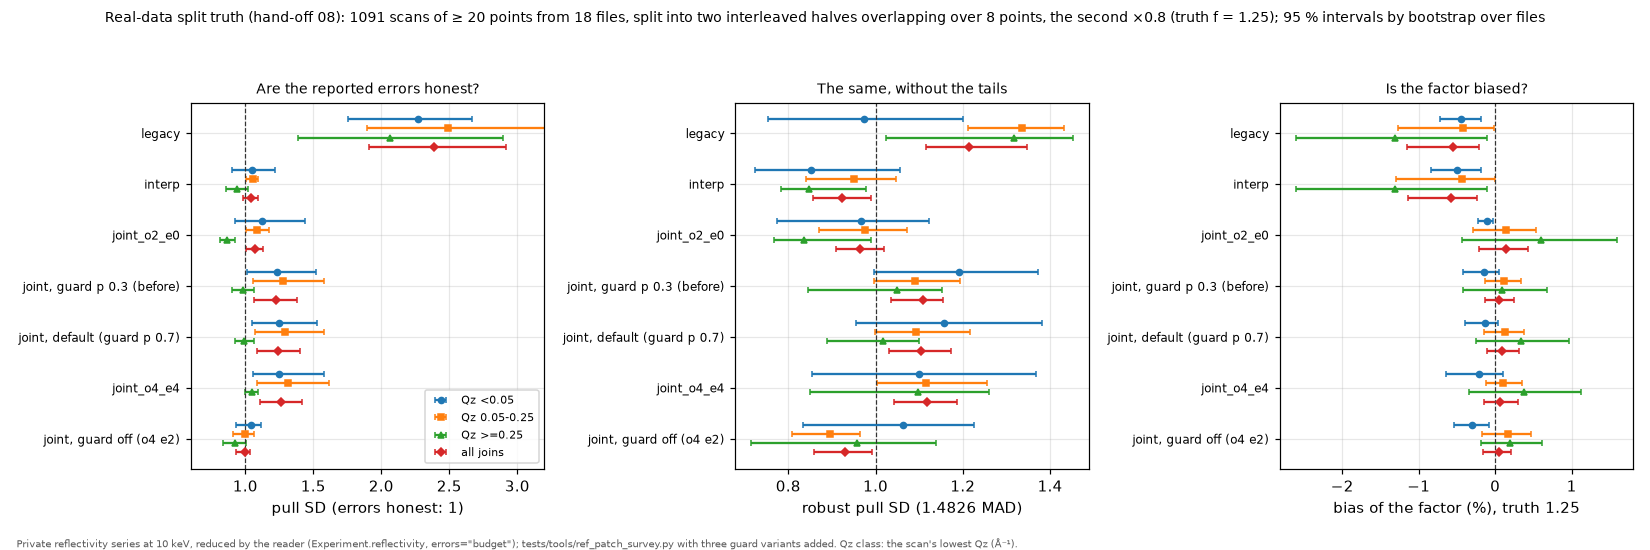 Real-data split truth (hand-off 08): 1091 scans of ≥ 20 points from 18 files, split into two interleaved halves overlapping over 8 points, the second ×0.8 (truth f = 1.25); 95 % intervals by bootstrap over files
Are the reported errors honest?
legacy
interp
joint_o2_e0
joint, guard p 0.3 (before)
joint, default (guard p 0.7)
joint_o4_e4
joint, guard off (o4 e2)
Qz <0.05
Qz 0.05-0.25
Qz >=0.25
all joins
1.0 1.5 2.0 2.5 3.0
pull SD (errors honest: 1)
The same, without the tails
legacy
interp
joint_o2_e0
joint, guard p 0.3 (before)
joint, default (guard p 0.7)
joint_o4_e4
joint, guard off (o4 e2)
0.8 1.0 1.2 1.4
robust pull SD (1.4826 MAD)
Is the factor biased?
legacy
interp
joint_o2_e0
joint, guard p 0.3 (before)
joint, default (guard p 0.7)
joint_o4_e4
joint, guard off (o4 e2)
−2 −1 0 1
bias of the factor (%), truth 1.25
Private reflectivity series at 10 keV, reduced by the reader (Experiment.reflectivity, errors="budget"); tests/tools/ref_patch_survey.py with three guard variants added. Qz class: the scan's lowest Qz (Å⁻¹).